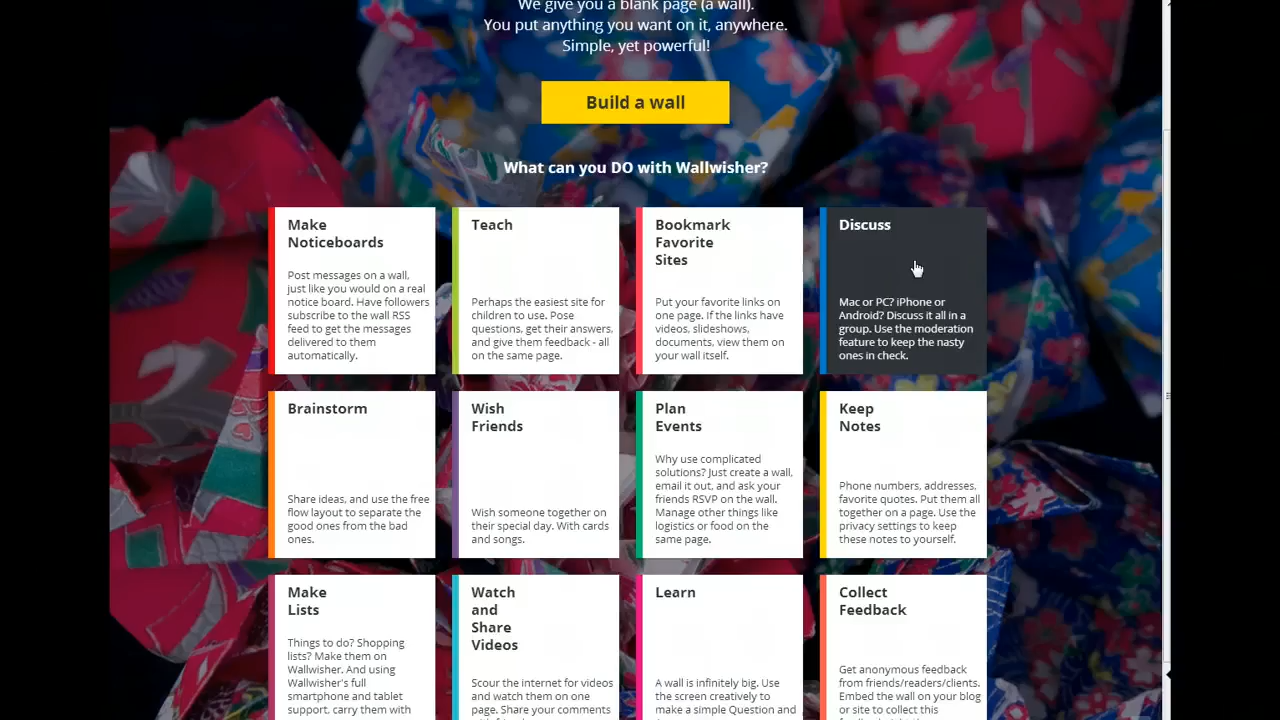 We give you a blank page (a wall).
You put anything you want on it, anywhere.
Simple, yet powerful!
Build a wall
What can you DO with Wallwisher?
Make
Noticeboards
Post messages on a wall,
just like you would on a real
notice board. Have followers
subscribe to the wall RSS
feed to get the messages
delivered to them
automatically.
Teach
Perhaps the easiest site for
children to use. Pose
questions, get their answers,
and give them feedback - all
on the same page.
Bookmark
Favorite
Sites
Put your favorite links on
one page. If the links have
videos, slideshows,
documents, view them on
your wall itself.
Discuss
Mac or PC? iPhone or
Android? Discuss it all in a
group. Use the moderation
feature to keep the nasty
ones in check.
Brainstorm
Share ideas, and use the free
flow layout to separate the
good ones from the bad
ones.
Wish
Friends
Wish someone together on
their special day. With cards
and songs.
Plan
Events
Why use complicated
solutions? Just create a wall,
email it out, and ask your
friends RSVP on the wall.
Manage other things like
logistics or food on the
same page.
Keep
Notes
Phone numbers, addresses,
favorite quotes. Put them all
together on a page. Use the
privacy settings to keep
these notes to yourself.
Make
Lists
Things to do? Shopping
lists? Make them on
Wallwisher. And using
Wallwisher's full
smartphone and tablet
support, carry them with
Watch
and
Share
Videos
Scour the internet for videos
and watch them on one
page. Share your comments
Learn
A wall is infinitely big. Use
the screen creatively to
make a simple Question and
Collect
Feedback
Get anonymous feedback
from friends/readers/clients.
Embed the wall on your blog
or site to collect this